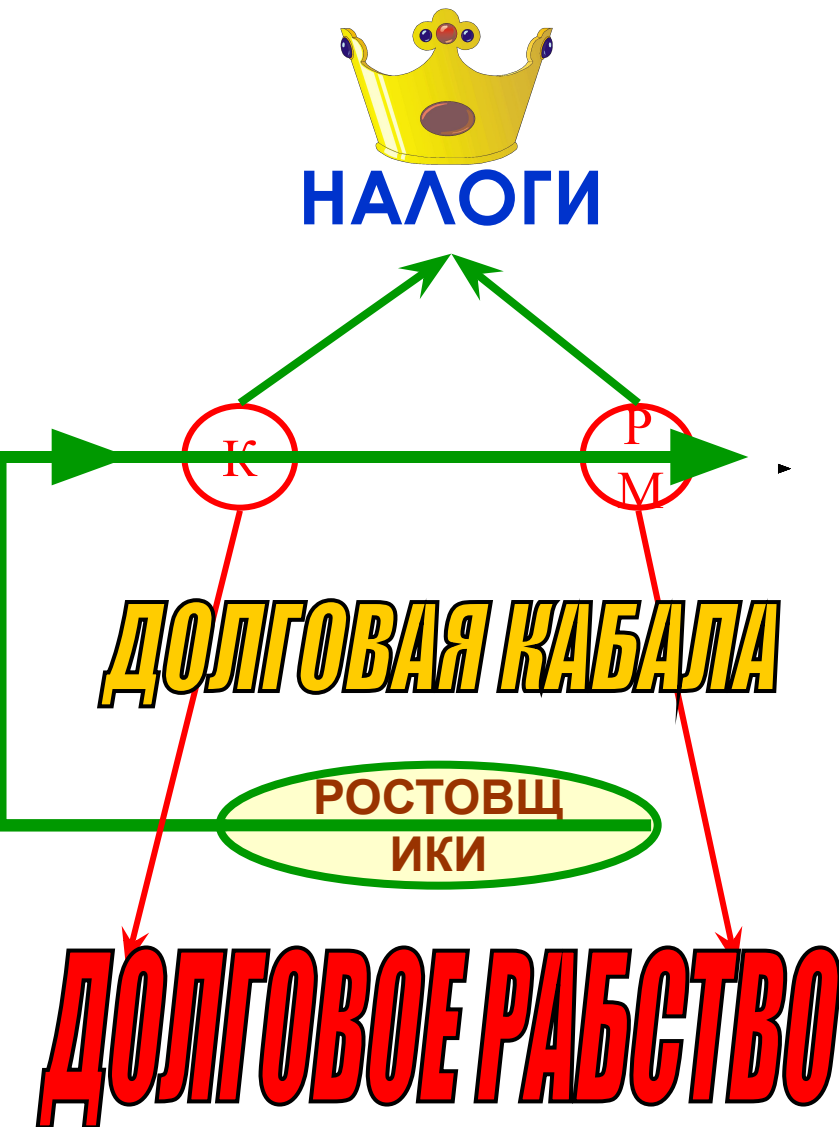 НАЛОГИ
К
Р
М
ДОЛГОВАЯ КАБАЛА
РОСТОВЩ
ИКИ
ДОЛГОВОЕ РАБСТВО